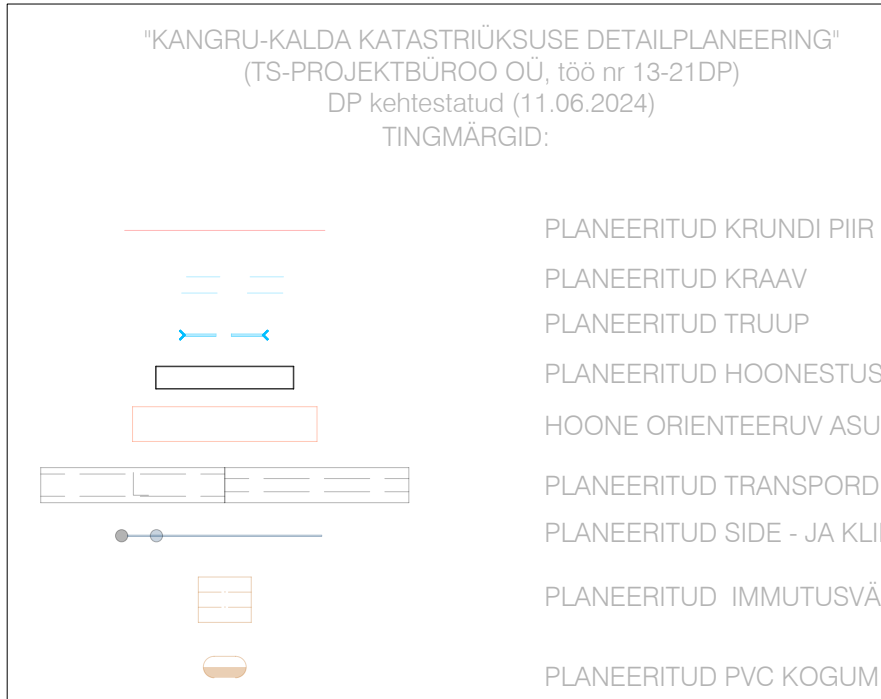 "KANGRU-KALDA KATASTRIÜKSUSE DETAILPLANEERING"
(TS-PROJEKTBÜROO OÜ, töö nr 13-21DP)
DP kehtestatud (11.06.2024)
TINGMÄRGID:
PLANEERITUD KRUNDI PIIR
PLANEERITUD KRAAV
PLANEERITUD TRUUP
PLANEERITUD HOONESTUS
HOONE ORIENTEERUV ASU
PLANEERITUD TRANSPORD
PLANEERITUD SIDE - JA KLII
PLANEERITUD IMMUTUSVÄ
PLANEERITUD PVC KOGUM